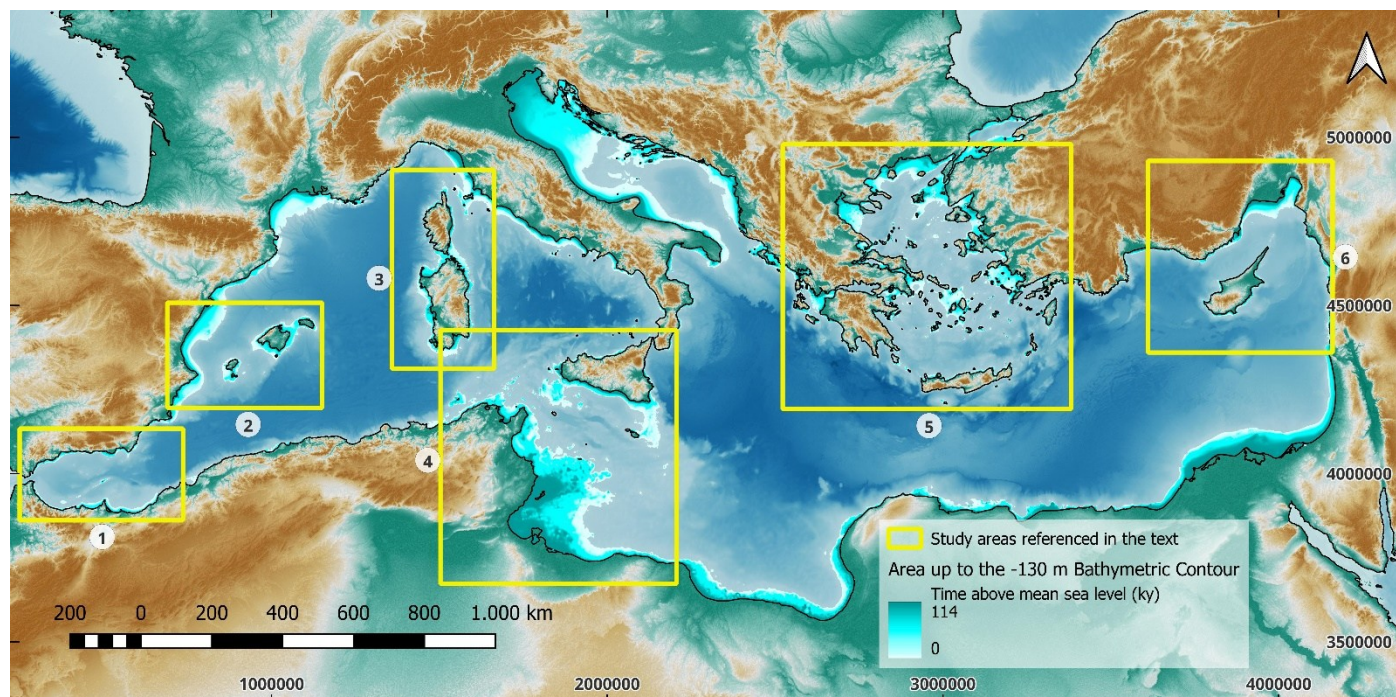 5000000
3
6
4500000
2
5
4
4000000
1
Study areas referenced in the text
Area up to the -130 m Bathymetric Contour
Time above mean sea level (ky)
114
0
200 0 200 400 600 800 1.000 km
3500000
1000000 2000000 3000000 4000000